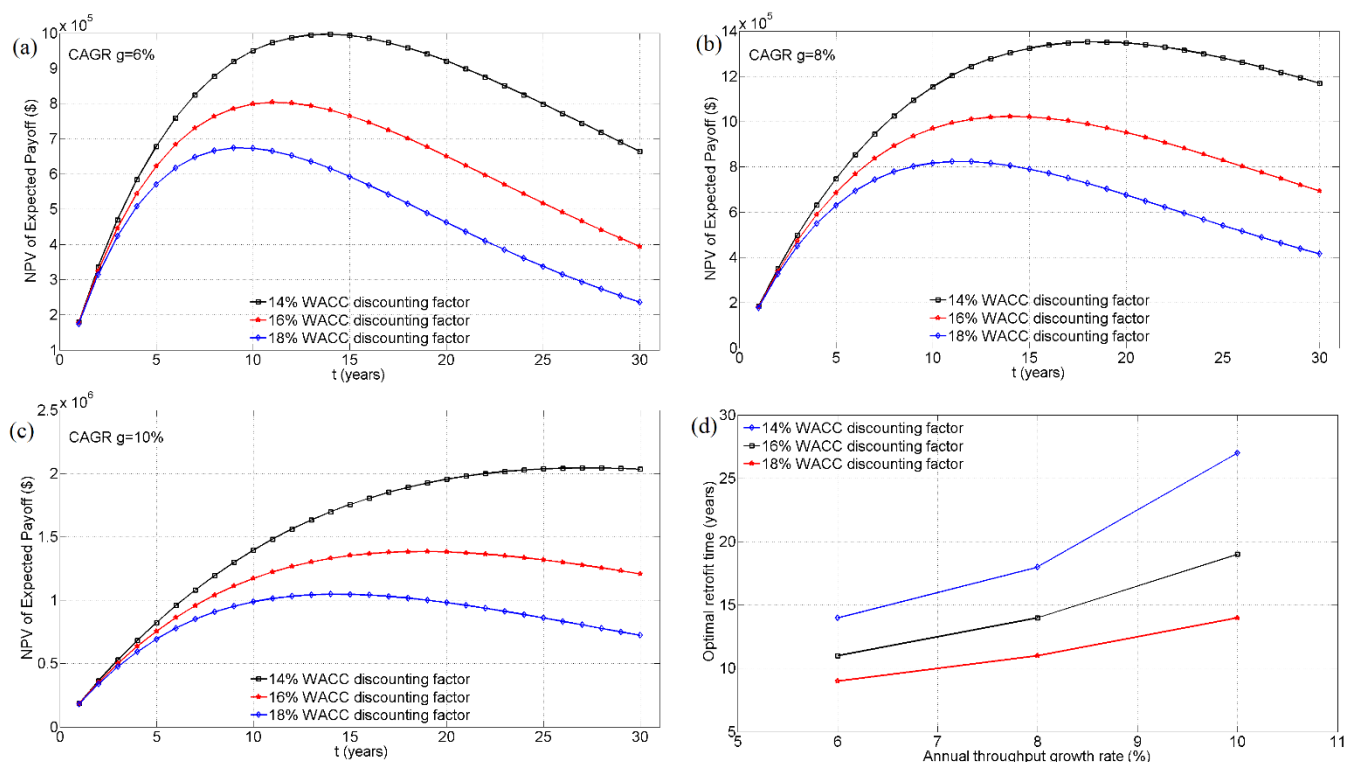 (a)
× 10^5
CAGR g=6%
NPV of Expected Payoff ($)
10
9
8
7
6
5
4
3
2
1
14% WACC discounting factor
16% WACC discounting factor
18% WACC discounting factor
0 5 10 15 20 25 30
t (years)
(b)
× 10^5
CAGR g=8%
NPV of Expected Payoff ($)
14
12
10
8
6
4
2
0
14% WACC discounting factor
16% WACC discounting factor
18% WACC discounting factor
0 5 10 15 20 25 30
t (years)
(c)
× 10^6
CAGR g=10%
NPV of Expected Payoff ($)
2.5
2
1.5
1
0.5
0
14% WACC discounting factor
16% WACC discounting factor
18% WACC discounting factor
0 5 10 15 20 25 30
t (years)
(d)
14% WACC discounting factor
16% WACC discounting factor
18% WACC discounting factor
Optimal retrofit time (years)
30
25
20
15
10
5
5 6 7 8 9 10 11
Annual throughput growth rate (%)